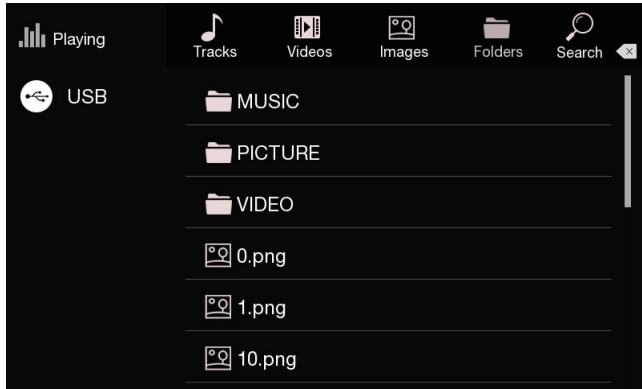 Playing
Tracks Videos Images Folders Search
USB
MUSIC
PICTURE
VIDEO
0.png
1.png
10.png